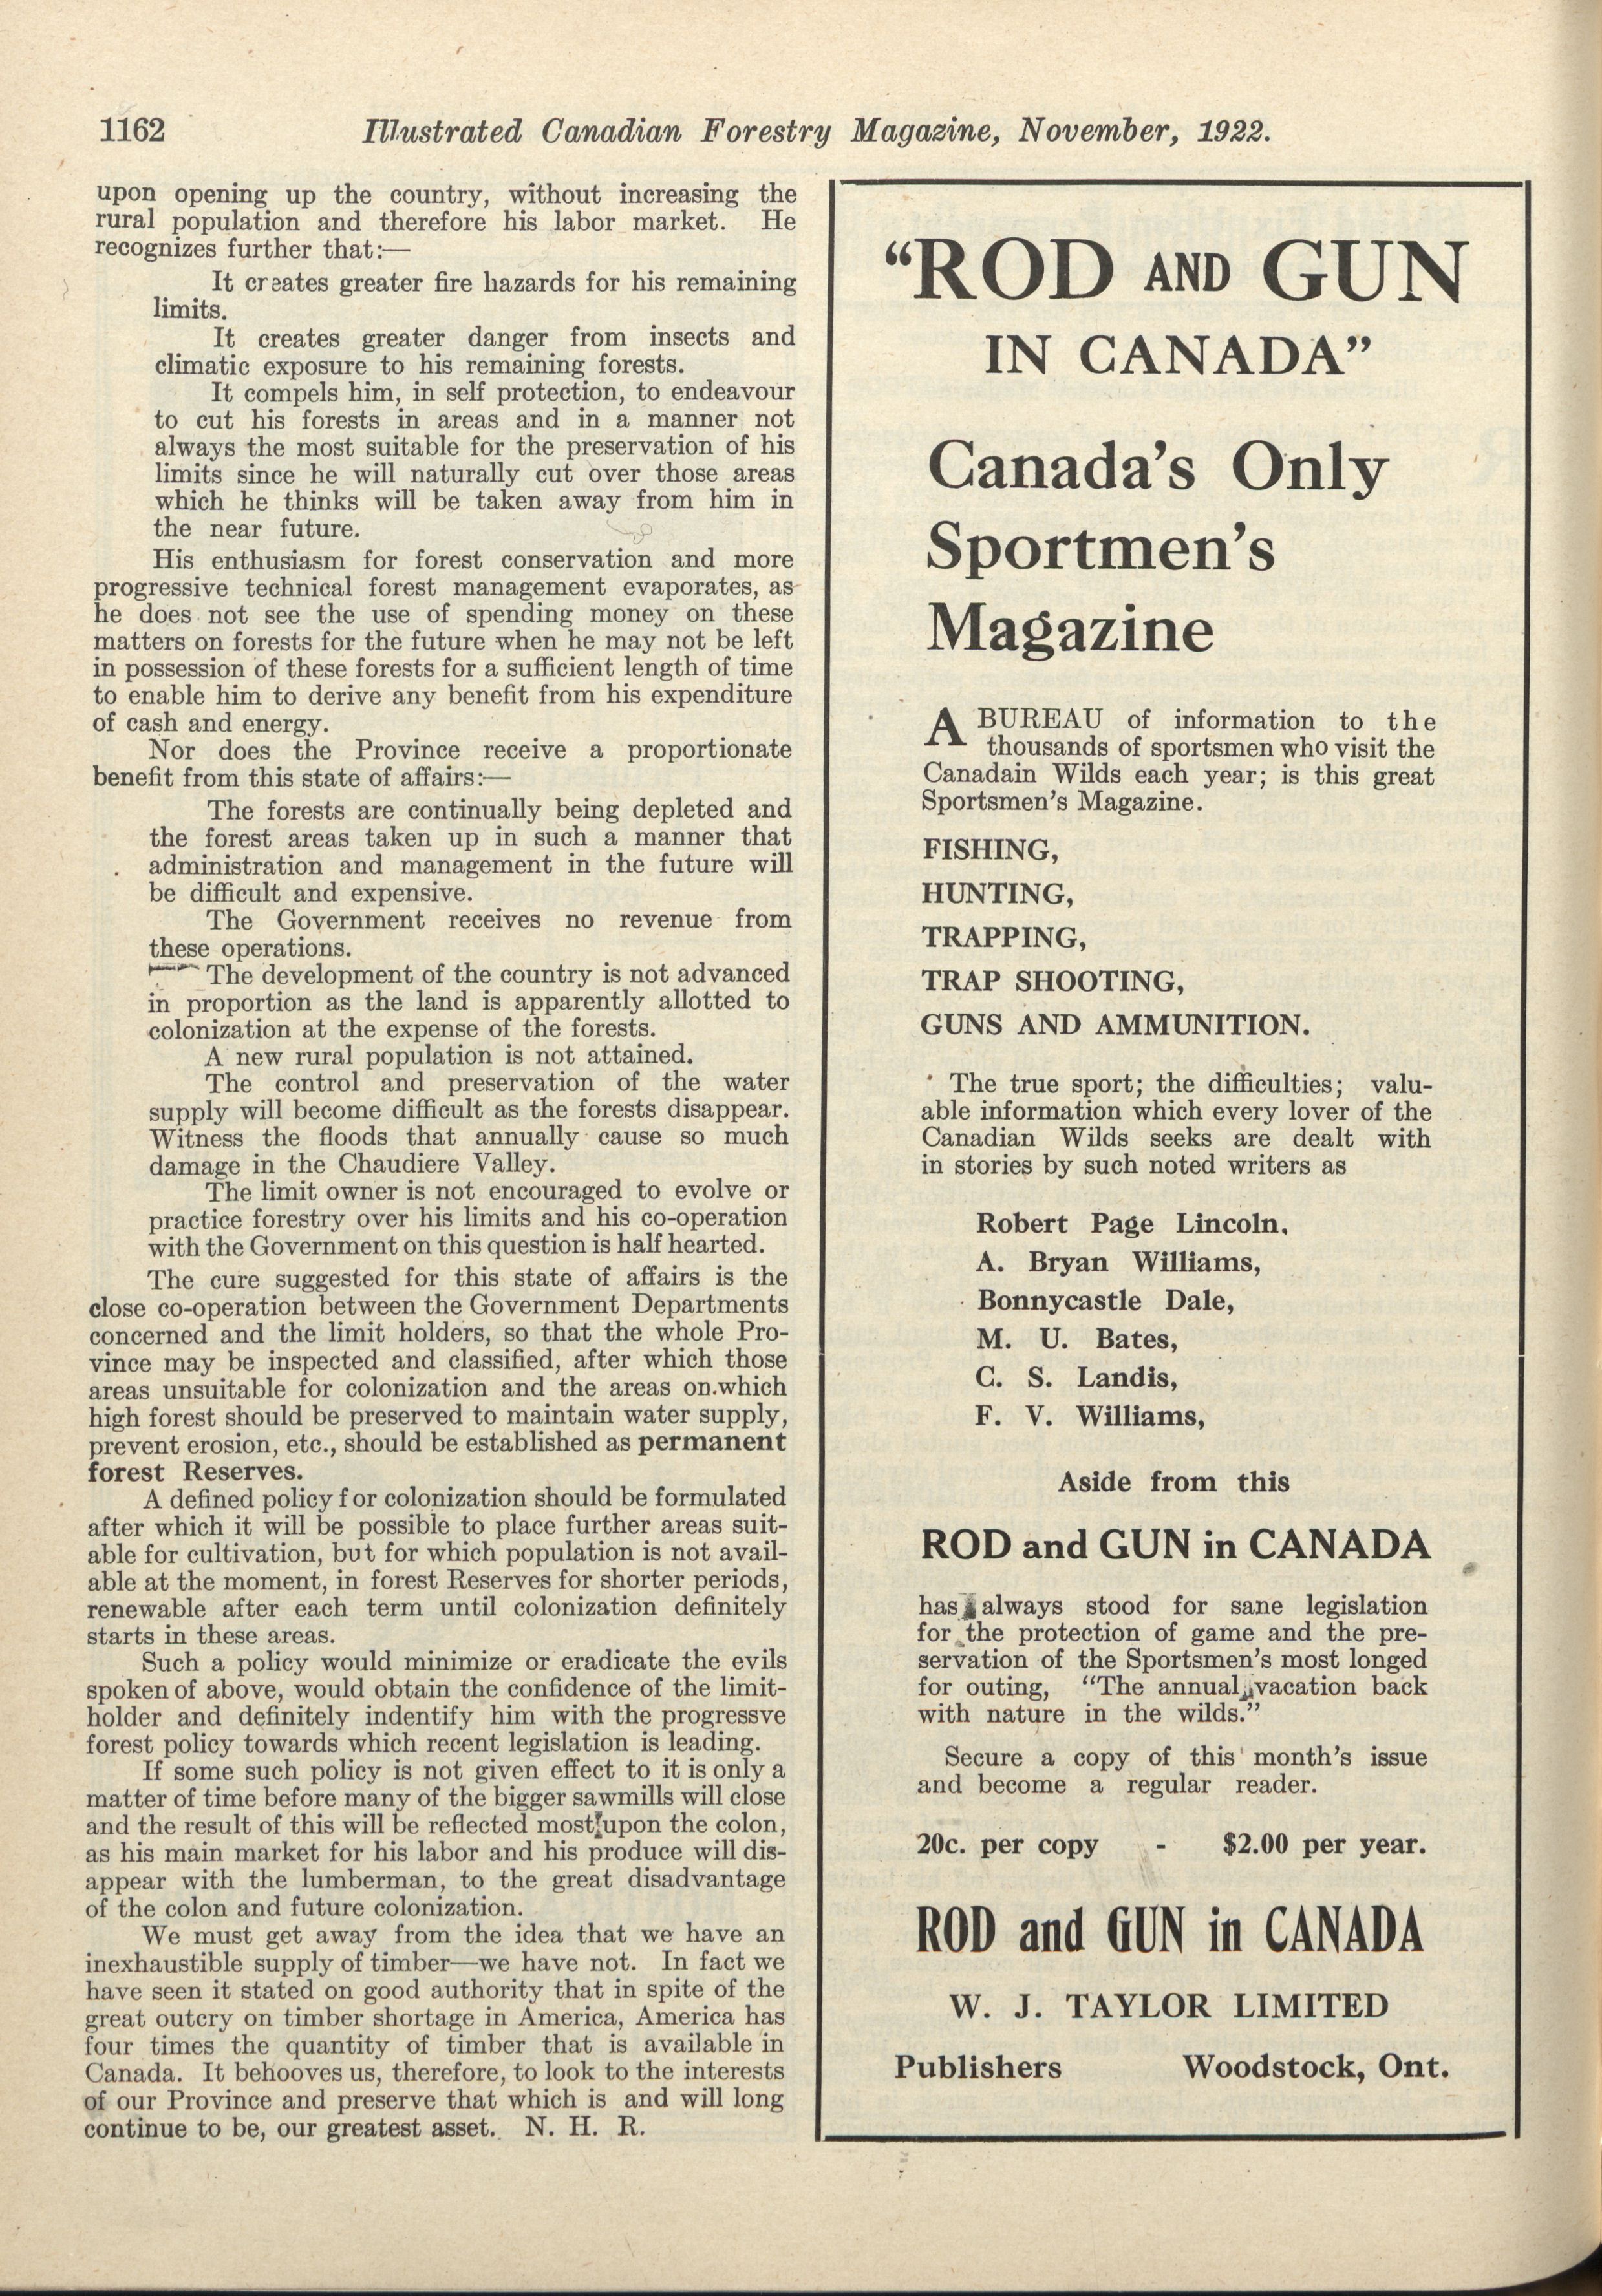 1162 Illustrated Canadian Forestry Magazine, November, 1922.
upon opening up the country, without increasing the
rural population and therefore his labor market. He
recognizes further that:—
It creates greater fire hazards for his remaining
limits.
It creates greater danger from insects and
climatic exposure to his remaining forests.
It compels him, in self protection, to endeavour
to cut his forests in areas and in a manner not
always the most suitable for the preservation of his
limits since he will naturally cut over those areas
which he thinks will be taken away from him in
the near future.
His enthusiasm for forest conservation and more
progressive technical forest management evaporates, as
he does not see the use of spending money on these
matters on forests for the future when he may not be left
in possession of these forests for a sufficient length of time
to enable him to derive any benefit from his expenditure
of cash and energy.
Nor does the Province receive a proportionate
benefit from this state of affairs:—
The forests are continually being depleted and
the forest areas taken up in such a manner that
administration and management in the future will
be difficult and expensive.
The Government receives no revenue from
these operations.
The development of the country is not advanced
in proportion as the land is apparently allotted to
colonization at the expense of the forests.
A new rural population is not attained.
The control and preservation of the water
supply will become difficult as the forests disappear.
Witness the floods that annually cause so much
damage in the Chaudiere Valley.
The limit owner is not encouraged to evolve or
practice forestry over his limits and his co-operation
with the Government on this question is half hearted.
The cure suggested for this state of affairs is the
close co-operation between the Government Departments
concerned and the limit holders, so that the whole Pro-
vince may be inspected and classified, after which those
areas unsuitable for colonization and the areas on.which
high forest should be preserved to maintain water supply,
prevent erosion, etc., should be established as permanent
forest Reserves.
A defined policy for colonization should be formulated
after which it will be possible to place further areas suit-
able for cultivation, but for which population is not avail-
able at the moment, in forest Reserves for shorter periods,
renewable after each term until colonization definitely
starts in these areas.
Such a policy would minimize or eradicate the evils
spoken of above, would obtain the confidence of the limit-
holder and definitely indentify him with the progressve
forest policy towards which recent legislation is leading.
If some such policy is not given effect to it is only a
matter of time before many of the bigger sawmills will close
and the result of this will be reflected most upon the colon,
as his main market for his labor and his produce will dis-
appear with the lumberman, to the great disadvantage
of the colon and future colonization.
We must get away from the idea that we have an
inexhaustible supply of timber—we have not. In fact we
have seen it stated on good authority that in spite of the
great outcry on timber shortage in America, America has
four times the quantity of timber that is available in
Canada. It behooves us, therefore, to look to the interests
of our Province and preserve that which is and will long
continue to be, our greatest asset. N. H. R.
“ROD AND GUN
IN CANADA”
Canada's Only
Sportmen's
Magazine
A BUREAU of information to the
thousands of sportsmen who visit the
Canadain Wilds each year; is this great
Sportsmen's Magazine.
FISHING,
HUNTING,
TRAPPING,
TRAP SHOOTING,
GUNS AND AMMUNITION.
The true sport; the difficulties; valu-
able information which every lover of the
Canadian Wilds seeks are dealt with
in stories by such noted writers as
Robert Page Lincoln.
A. Bryan Williams,
Bonnycastle Dale,
M. U. Bates,
C. S. Landis,
F. V. Williams,
Aside from this
ROD and GUN in CANADA
has always stood for sane legislation
for the protection of game and the pre-
servation of the Sportsmen's most longed
for outing, “The annual vacation back
with nature in the wilds.”
Secure a copy of this month's issue
and become a regular reader.
20c. per copy - $2.00 per year.
ROD and GUN in CANADA
W. J. TAYLOR LIMITED
Publishers Woodstock, Ont.